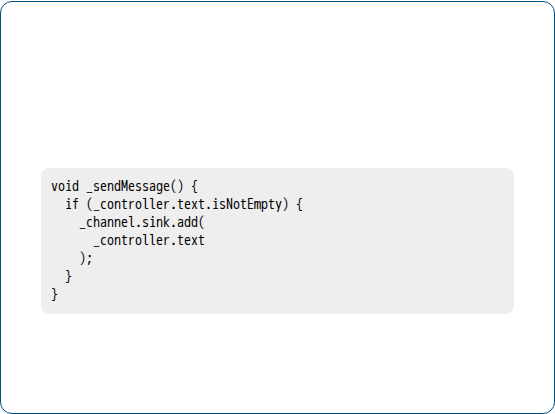 void _sendMessage() {
  if (_controller.text.isNotEmpty) {
    _channel.sink.add(
      _controller.text
    );
  }
}